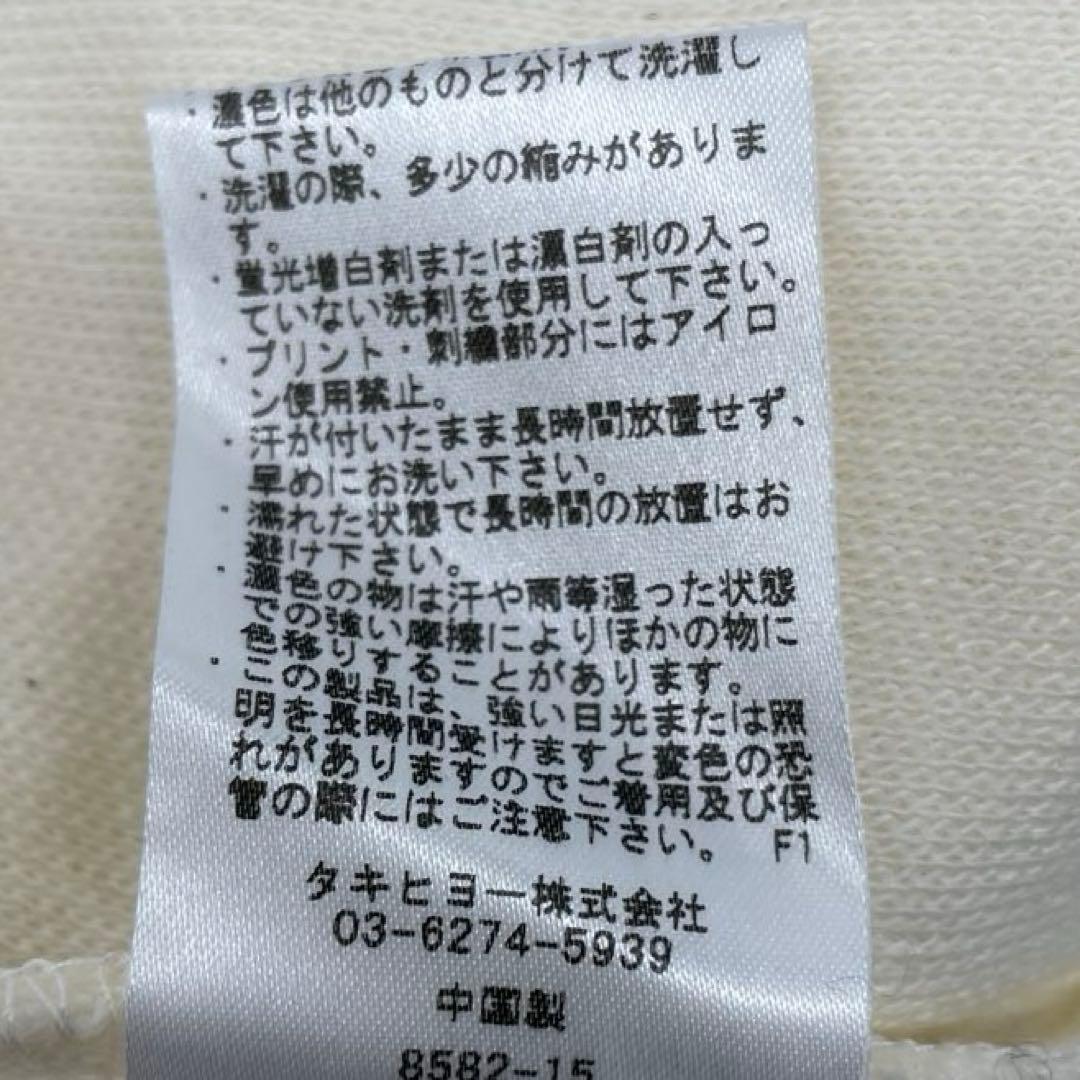 ・濃色は他のものと分けて洗濯し
て下さい。
・洗濯の際、多少の縮みがありま
す。
・蛍光増白剤または漂白剤の入っ
ていない洗剤を使用して下さい。
・プリント・刺繍部分にはアイロ
ン使用禁止。
・汗が付いたまま長時間放置せず、
早めにお洗い下さい。
・濡れた状態で長時間の放置はお
避け下さい。
・濃色の物は汗や雨等湿った状態
での強い摩擦によりほかの物に
色移りすることがあります。
・この製品は、強い日光または照
明を長時間受けますと変色の恐
れがありますのでご着用及び保
管の際にはご注意下さい。 F1
タキヒヨー株式会社
03-6274-5939
中国製
8582-15